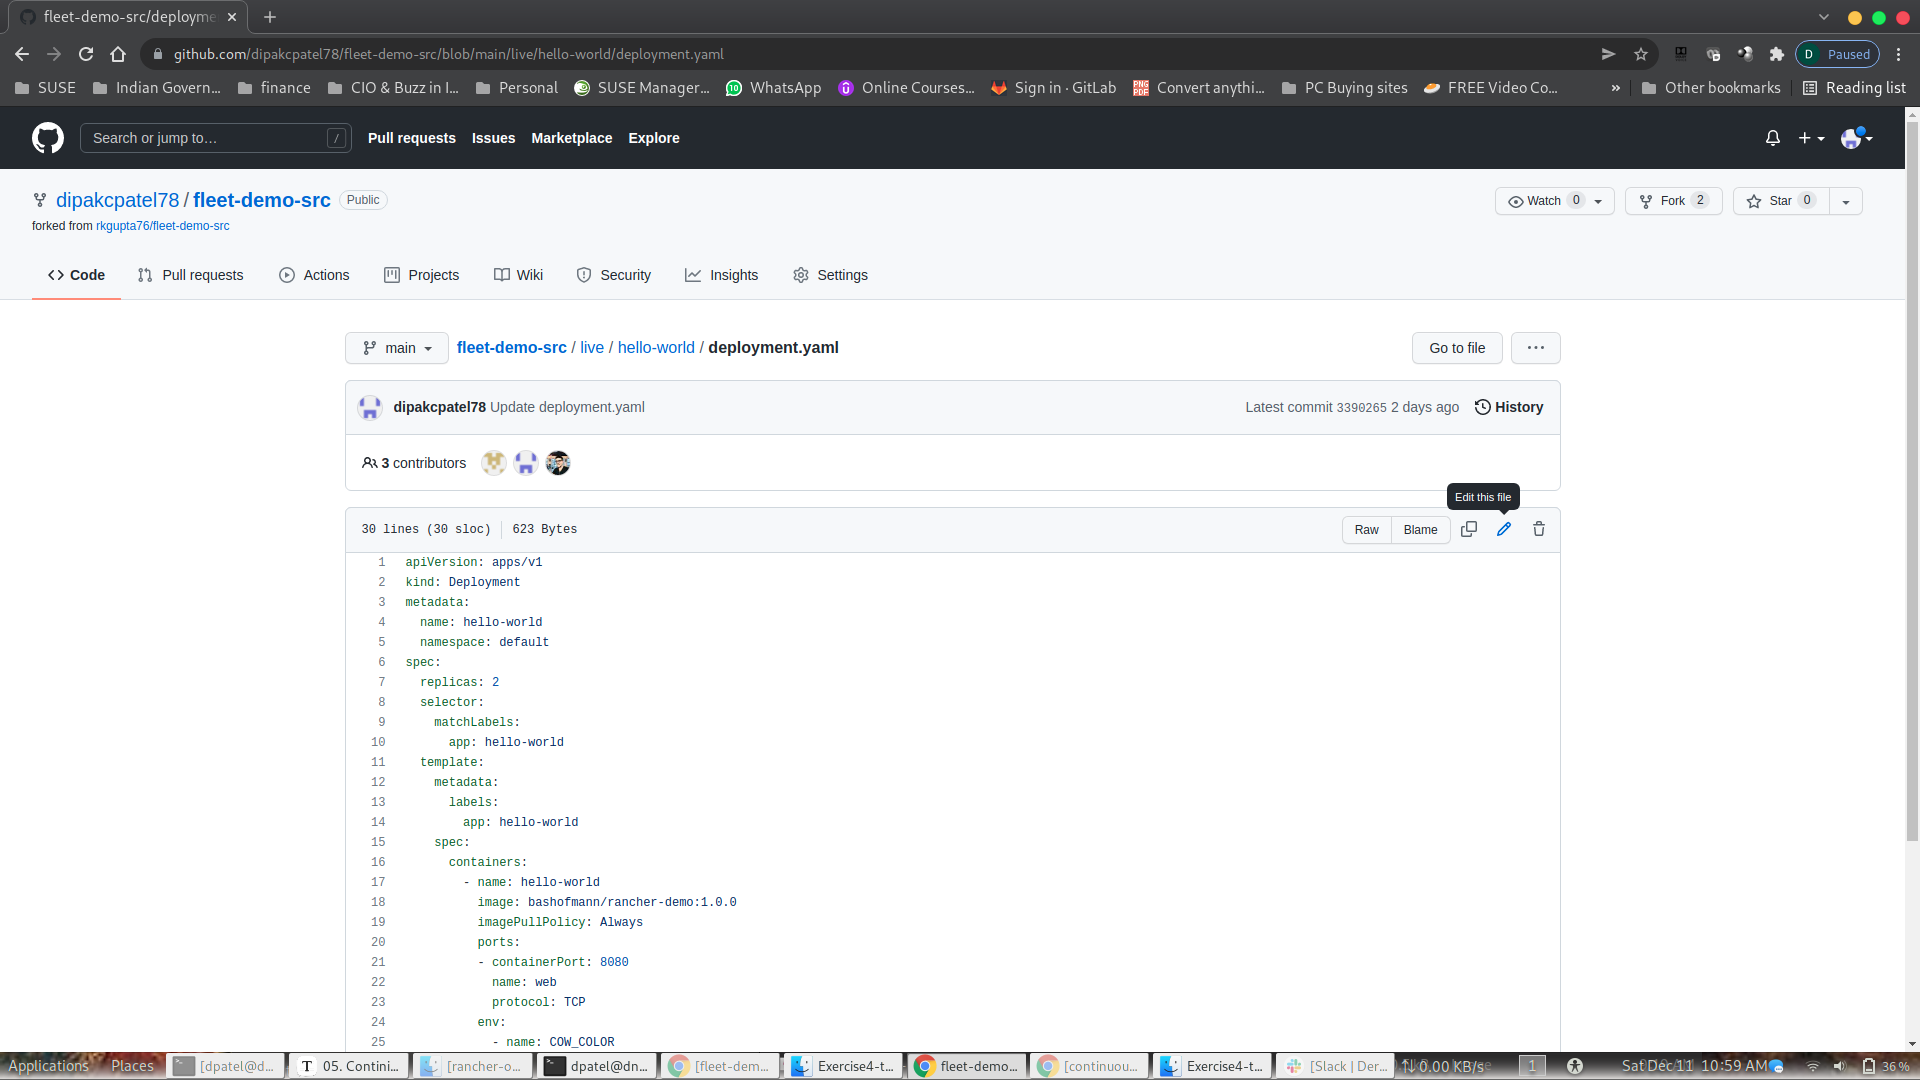 fleet-demo-src/deployme
github.com/dipakcpatel78/fleet-demo-src/blob/main/live/hello-world/deployment.yaml
D Paused
SUSE Indian Govern... finance CIO & Buzz in I... Personal SUSE Manager... WhatsApp Online Courses... Sign in · GitLab Convert anythi... PC Buying sites FREE Video Co... » Other bookmarks Reading list
Search or jump to... / Pull requests Issues Marketplace Explore
dipakcpatel78 / fleet-demo-src Public
Watch 0 Fork 2 Star 0
forked from rkgupta76/fleet-demo-src
Code Pull requests Actions Projects Wiki Security Insights Settings
main fleet-demo-src / live / hello-world / deployment.yaml Go to file ...
dipakcpatel78 Update deployment.yaml Latest commit 3390265 2 days ago History
3 contributors
Edit this file
30 lines (30 sloc) 623 Bytes Raw Blame
1 apiVersion: apps/v1
2 kind: Deployment
3 metadata:
4 name: hello-world
5 namespace: default
6 spec:
7 replicas: 2
8 selector:
9 matchLabels:
10 app: hello-world
11 template:
12 metadata:
13 labels:
14 app: hello-world
15 spec:
16 containers:
17 - name: hello-world
18 image: bashofmann/rancher-demo:1.0.0
19 imagePullPolicy: Always
20 ports:
21 - containerPort: 8080
22 name: web
23 protocol: TCP
24 env:
25 - name: COW_COLOR
Applications Places [dpatel@d... 05. Contini... [rancher-o... dpatel@dn... [fleet-dem... Exercise4-t... fleet-demo... [continuou... Exercise4-t... [Slack | Der... 0.00 KB/s 1 Sat Dec 11 10:59 AM 36 %